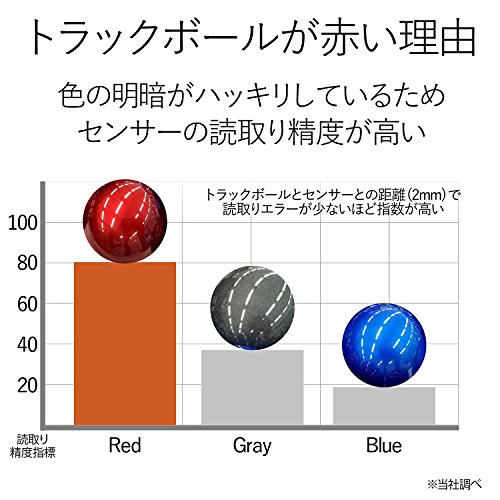 トラックボールが赤い理由
色の明暗がハッキリしているため
センサーの読取り精度が高い
トラックボールとセンサーとの距離(2mm)で
読取りエラーが少ないほど指数が高い
100
80
60
40
20
読取り
精度指標
Red
Gray
Blue
※当社調べ